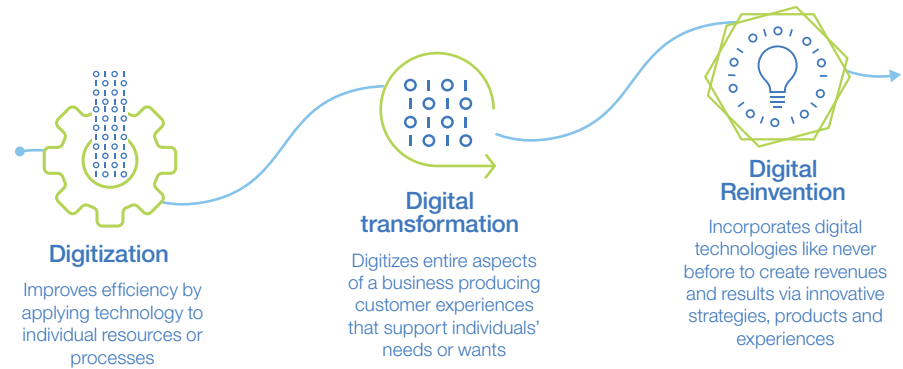 Digitization
Improves efficiency by
applying technology to
individual resources or
processes
Digital
transformation
Digitizes entire aspects
of a business producing
customer experiences
that support individuals’
needs or wants
Digital
Reinvention
Incorporates digital
technologies like never
before to create revenues
and results via innovative
strategies, products and
experiences